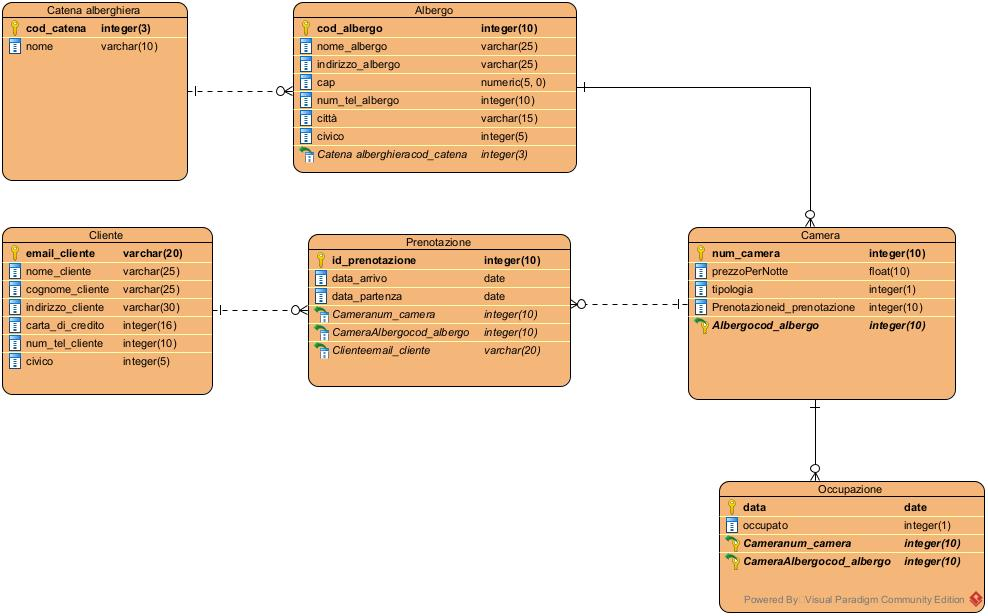 Catena alberghiera
cod_catena integer(3)
nome varchar(10)
Albergo
cod_albergo integer(10)
nome_albergo varchar(25)
indirizzo_albergo varchar(25)
cap numeric(5, 0)
num_tel_albergo integer(10)
città varchar(15)
civico integer(5)
Catena alberghieracod_catena integer(3)
Cliente
email_cliente varchar(20)
nome_cliente varchar(25)
cognome_cliente varchar(25)
indirizzo_cliente varchar(30)
carta_di_credito integer(16)
num_tel_cliente integer(10)
civico integer(5)
Prenotazione
id_prenotazione integer(10)
data_arrivo date
data_partenza date
Cameranum_camera integer(10)
CameraAlbergocod_albergo integer(10)
Clienteemail_cliente varchar(20)
Camera
num_camera integer(10)
prezzoPerNotte float(10)
tipologia integer(1)
Prenotazioneid_prenotazione integer(10)
Albergocod_albergo integer(10)
Occupazione
data date
occupato integer(1)
Cameranum_camera integer(10)
CameraAlbergocod_albergo integer(10)
Powered By Visual Paradigm Community Edition